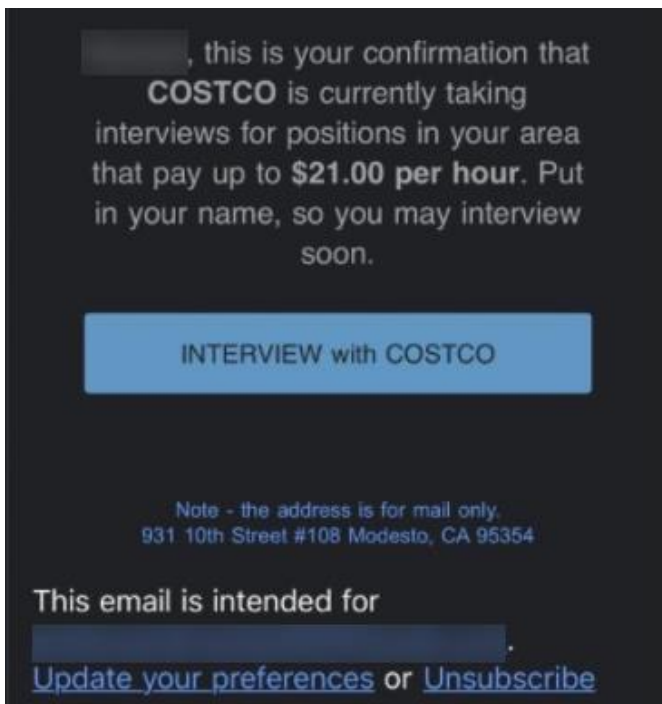 , this is your confirmation that
COSTCO is currently taking
interviews for positions in your area
that pay up to $21.00 per hour. Put
in your name, so you may interview
soon.
INTERVIEW with COSTCO
Note - the address is for mail only.
931 10th Street #108 Modesto, CA 95354
This email is intended for
.
Update your preferences or Unsubscribe